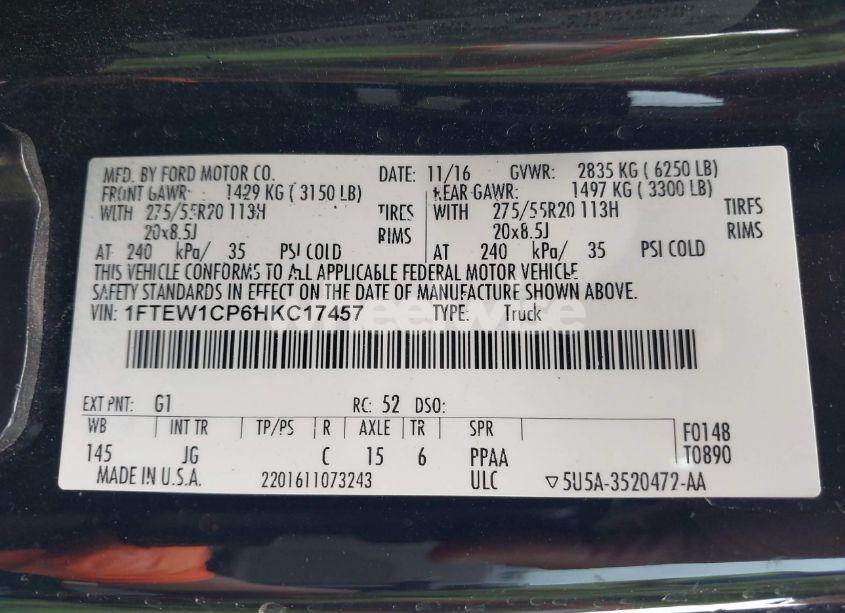 MFD. BY FORD MOTOR CO. DATE: 11/16 GVWR: 2835 KG ( 6250 LB)
FRONT GAWR: 1429 KG ( 3150 LB) REAR GAWR: 1497 KG ( 3300 LB)
WITH 275/55R20 113H TIRES WITH 275/55R20 113H TIRES
20x8.5J RIMS 20x8.5J RIMS
AT 240 kPa/ 35 PSI COLD AT 240 kPa/ 35 PSI COLD
THIS VEHICLE CONFORMS TO ALL APPLICABLE FEDERAL MOTOR VEHICLE
SAFETY STANDARDS IN EFFECT ON THE DATE OF MANUFACTURE SHOWN ABOVE.
VIN: 1FTEW1CP6HKC17457 TYPE: Truck
wheelwise
EXT PNT: G1 RC: 52 DSO:
WB INT TR TP/PS R AXLE TR SPR F0148
145 JG C 15 6 PPAA T0890
MADE IN U.S.A. 2201611073243 ULC ▽5U5A-3520472-AA